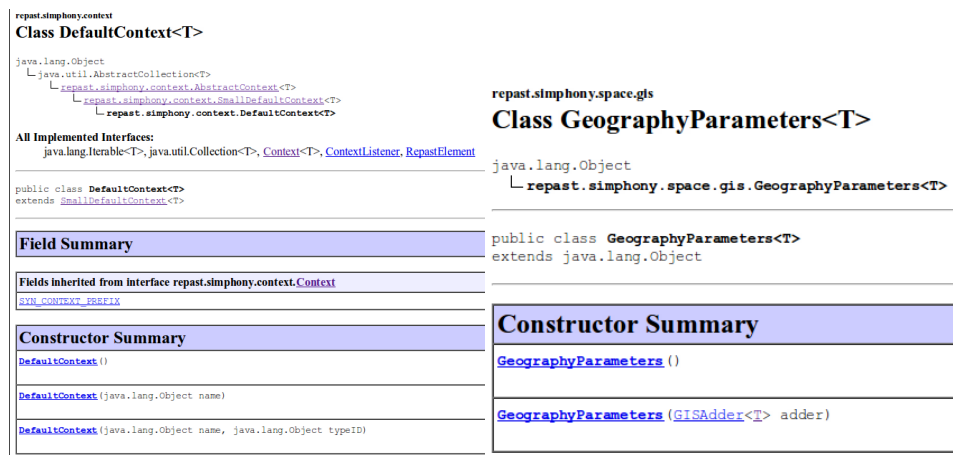 repast.simphony.context
Class DefaultContext<T>
java.lang.Object
java.util.AbstractCollection<T>
repast.simphony.context.AbstractContext<T>
repast.simphony.context.SmallDefaultContext<T>
repast.simphony.context.DefaultContext<T>
All Implemented Interfaces:
java.lang.Iterable<T>, java.util.Collection<T>, Context<T>, ContextListener, RepastElement
public class DefaultContext<T>
extends SmallDefaultContext<T>
Field Summary
Fields inherited from interface repast.simphony.context.Context
SYN_CONTEXT_PREFIX
Constructor Summary
DefaultContext()
DefaultContext(java.lang.Object name)
DefaultContext(java.lang.Object name, java.lang.Object typeID)
repast.simphony.space.gis
Class GeographyParameters<T>
java.lang.Object
repast.simphony.space.gis.GeographyParameters<T>
public class GeographyParameters<T>
extends java.lang.Object
Constructor Summary
GeographyParameters()
GeographyParameters(GISAdder<T> adder)